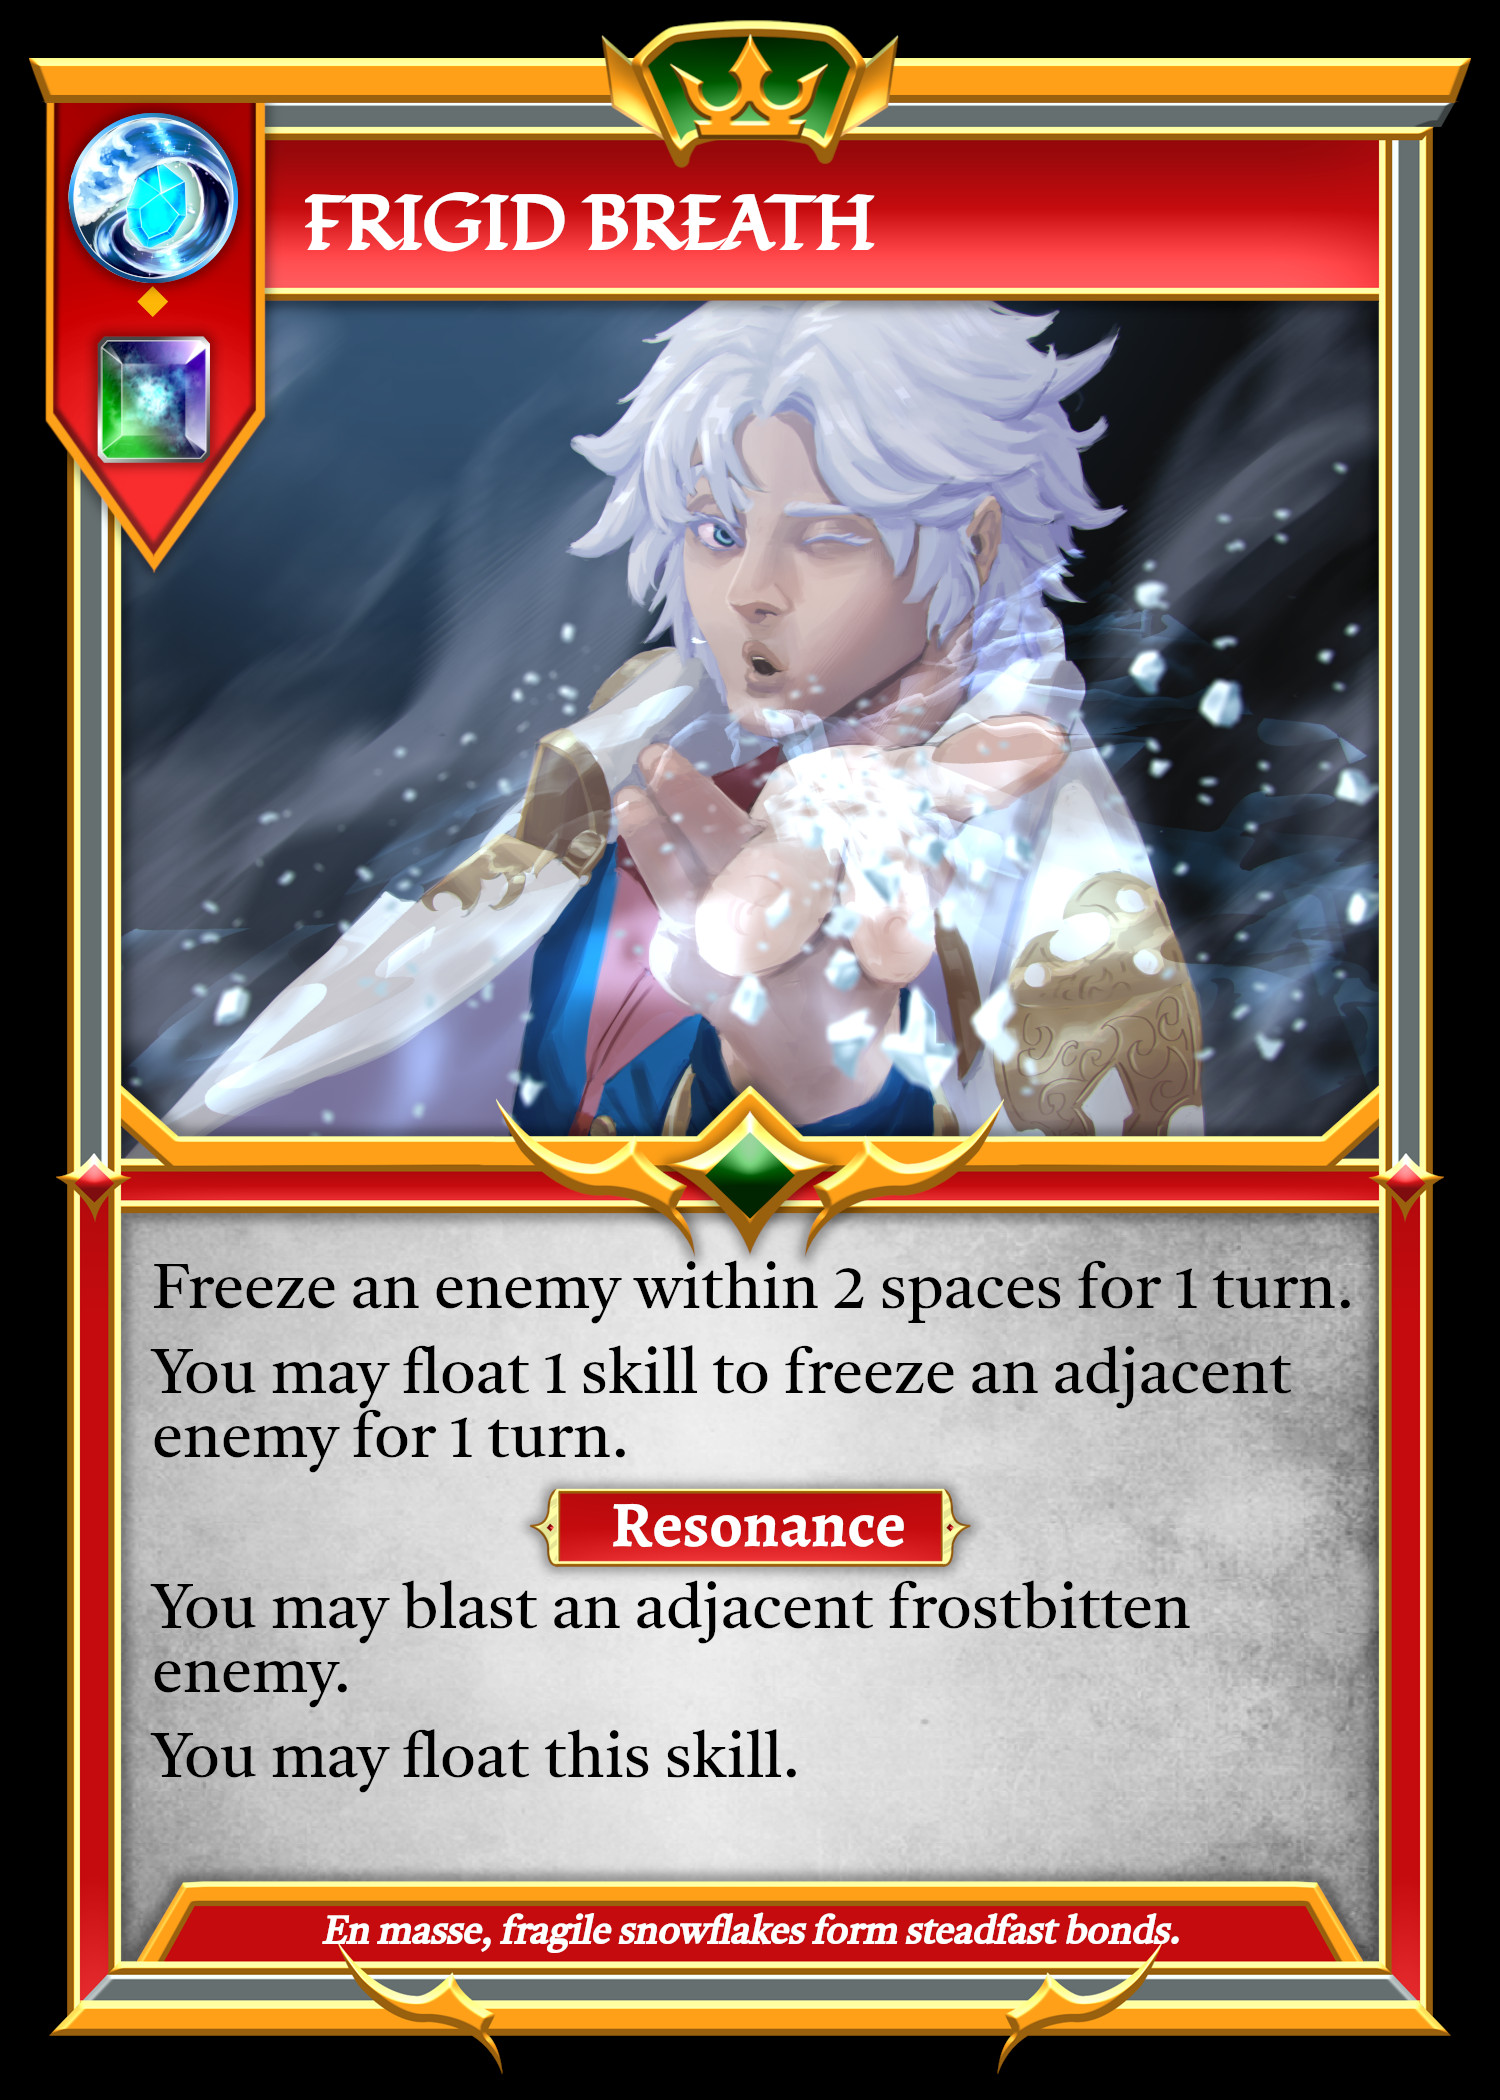 FRIGID BREATH
Freeze an enemy within 2 spaces for 1 turn.
You may float 1 skill to freeze an adjacent
enemy for 1 turn.
Resonance
You may blast an adjacent frostbitten
enemy.
You may float this skill.
En masse, fragile snowflakes form steadfast bonds.